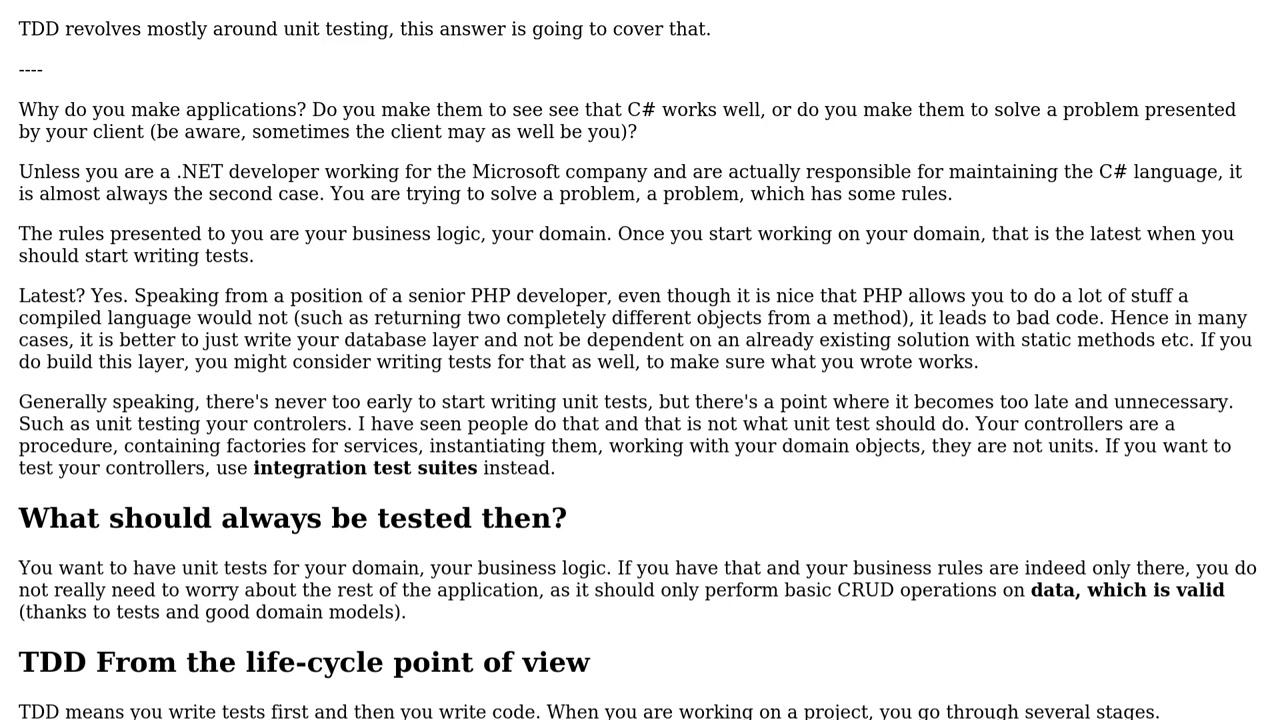 TDD revolves mostly around unit testing, this answer is going to cover that.
----
Why do you make applications? Do you make them to see see that C# works well, or do you make them to solve a problem presented
by your client (be aware, sometimes the client may as well be you)?
Unless you are a .NET developer working for the Microsoft company and are actually responsible for maintaining the C# language, it
is almost always the second case. You are trying to solve a problem, a problem, which has some rules.
The rules presented to you are your business logic, your domain. Once you start working on your domain, that is the latest when you
should start writing tests.
Latest? Yes. Speaking from a position of a senior PHP developer, even though it is nice that PHP allows you to do a lot of stuff a
compiled language would not (such as returning two completely different objects from a method), it leads to bad code. Hence in many
cases, it is better to just write your database layer and not be dependent on an already existing solution with static methods etc. If you
do build this layer, you might consider writing tests for that as well, to make sure what you wrote works.
Generally speaking, there's never too early to start writing unit tests, but there's a point where it becomes too late and unnecessary.
Such as unit testing your controlers. I have seen people do that and that is not what unit test should do. Your controllers are a
procedure, containing factories for services, instantiating them, working with your domain objects, they are not units. If you want to
test your controllers, use integration test suites instead.
What should always be tested then?
You want to have unit tests for your domain, your business logic. If you have that and your business rules are indeed only there, you do
not really need to worry about the rest of the application, as it should only perform basic CRUD operations on data, which is valid
(thanks to tests and good domain models).
TDD From the life-cycle point of view
TDD means you write tests first and then you write code. When you are working on a project, you go through several stages.